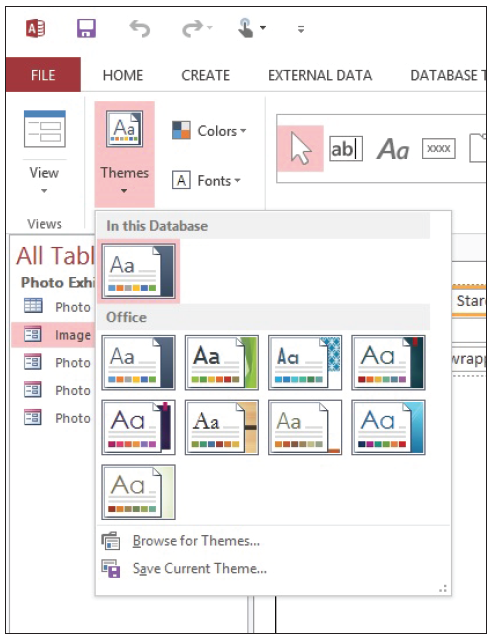 FILE HOME CREATE EXTERNAL DATA DATABASE T
View
Themes
Colors
Fonts
ab
Aa
xxxx
Views
Aa
In this Database
Aa
Office
Aa Aa Aa Aa
Aa Aa Aa Aa
Aa
Browse for Themes...
Save Current Theme...
All Tabl
Photo Exhi
Photo
Image
Photo
Photo
Photo
Star
wrapp